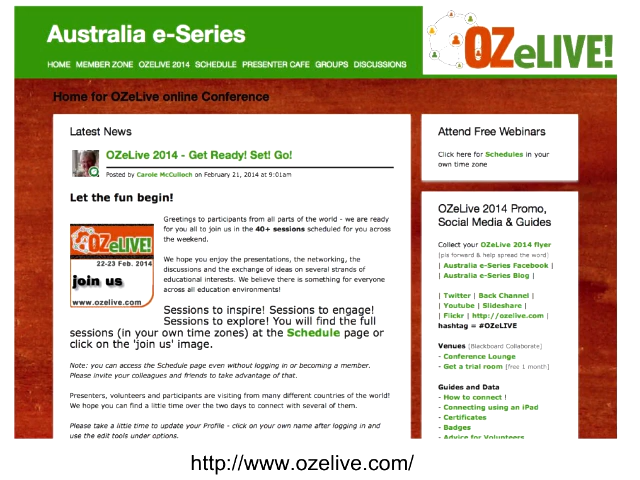 Australia e-Series
OZeLIVE!
HOME MEMBER ZONE OZELIVE 2014 SCHEDULE PRESENTER CAFE GROUPS DISCUSSIONS
Home for OZeLive online Conference
Latest News
OZeLive 2014 - Get Ready! Set! Go!
Posted by Carole McCulloch on February 21, 2014 at 9:01am
Let the fun begin!
OZeLIVE!
22-23 Feb. 2014
join us
www.ozelive.com
Greetings to participants from all parts of the world - we are ready
for you all to join us in the 40+ sessions scheduled for you across
the weekend.
We hope you enjoy the presentations, the networking, the
discussions and the exchange of ideas on several strands of
educational interests. We believe there is something for everyone
across all education environments!
Sessions to inspire! Sessions to engage!
Sessions to explore! You will find the full
sessions (in your own time zones) at the Schedule page or
click on the 'join us' image.
Note: you can access the Schedule page even without logging in or becoming a member.
Please invite your colleagues and friends to take advantage of that.
Presenters, volunteers and participants are visiting from many different countries of the world!
We hope you can find a little time over the two days to connect with several of them.
Please take a little time to update your Profile - click on your own name after logging in and
use the edit tools under options.
Attend Free Webinars
Click here for Schedules in your
own time zone
OZeLive 2014 Promo,
Social Media & Guides
Collect your OZeLive 2014 flyer
[pls forward & help spread the word]
| Australia e-Series Facebook |
| Australia e-Series Blog |
| Twitter | Back Channel |
| Youtube | Slideshare |
| Flickr | http://ozelive.com |
hashtag = #OZeLIVE
Venues [Blackboard Collaborate]
- Conference Lounge
- Get a trial room [free 1 month]
Guides and Data
- How to connect !
- Connecting using an iPad
- Certificates
- Badges
- Advice for Volunteers
http://www.ozelive.com/